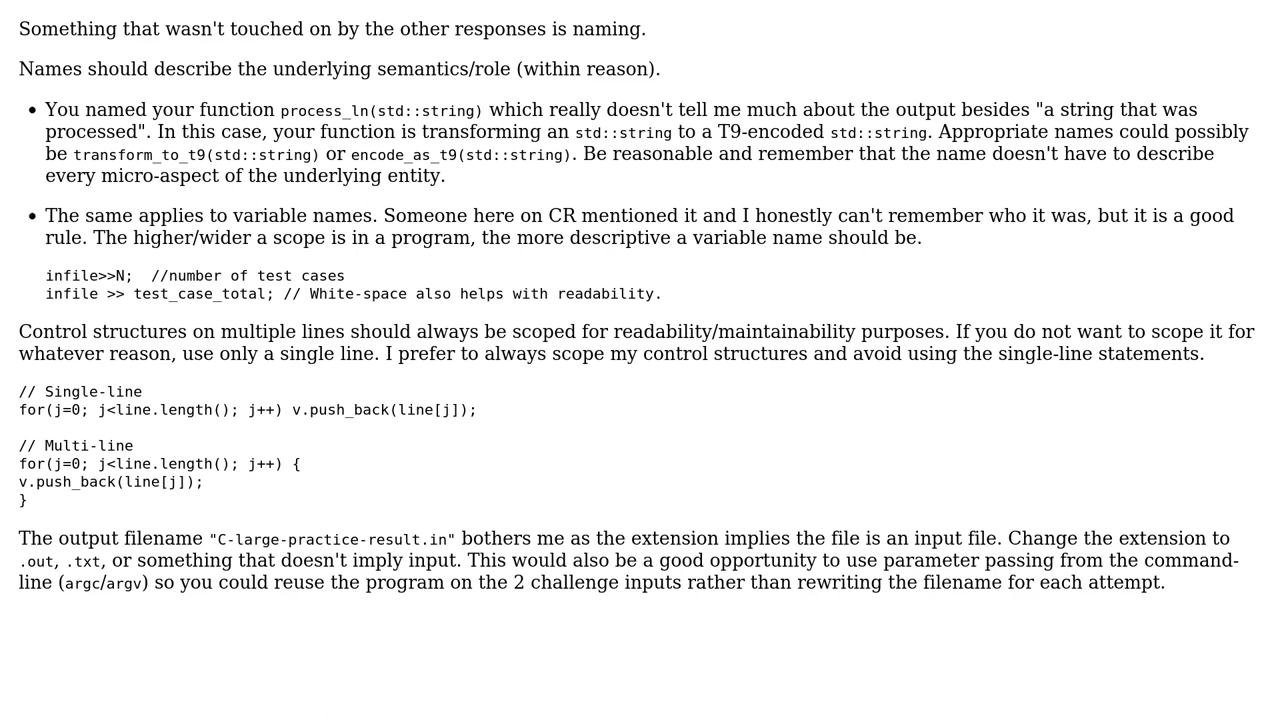 Something that wasn't touched on by the other responses is naming.
Names should describe the underlying semantics/role (within reason).
• You named your function process_ln(std::string) which really doesn't tell me much about the output besides "a string that was
processed". In this case, your function is transforming an std::string to a T9-encoded std::string. Appropriate names could possibly
be transform_to_t9(std::string) or encode_as_t9(std::string). Be reasonable and remember that the name doesn't have to describe
every micro-aspect of the underlying entity.
• The same applies to variable names. Someone here on CR mentioned it and I honestly can't remember who it was, but it is a good
rule. The higher/wider a scope is in a program, the more descriptive a variable name should be.
infile>>N;  //number of test cases
infile >> test_case_total; // White-space also helps with readability.
Control structures on multiple lines should always be scoped for readability/maintainability purposes. If you do not want to scope it for
whatever reason, use only a single line. I prefer to always scope my control structures and avoid using the single-line statements.
// Single-line
for(j=0; j<line.length(); j++) v.push_back(line[j]);
// Multi-line
for(j=0; j<line.length(); j++) {
v.push_back(line[j]);
}
The output filename "C-large-practice-result.in" bothers me as the extension implies the file is an input file. Change the extension to
.out, .txt, or something that doesn't imply input. This would also be a good opportunity to use parameter passing from the command-
line (argc/argv) so you could reuse the program on the 2 challenge inputs rather than rewriting the filename for each attempt.